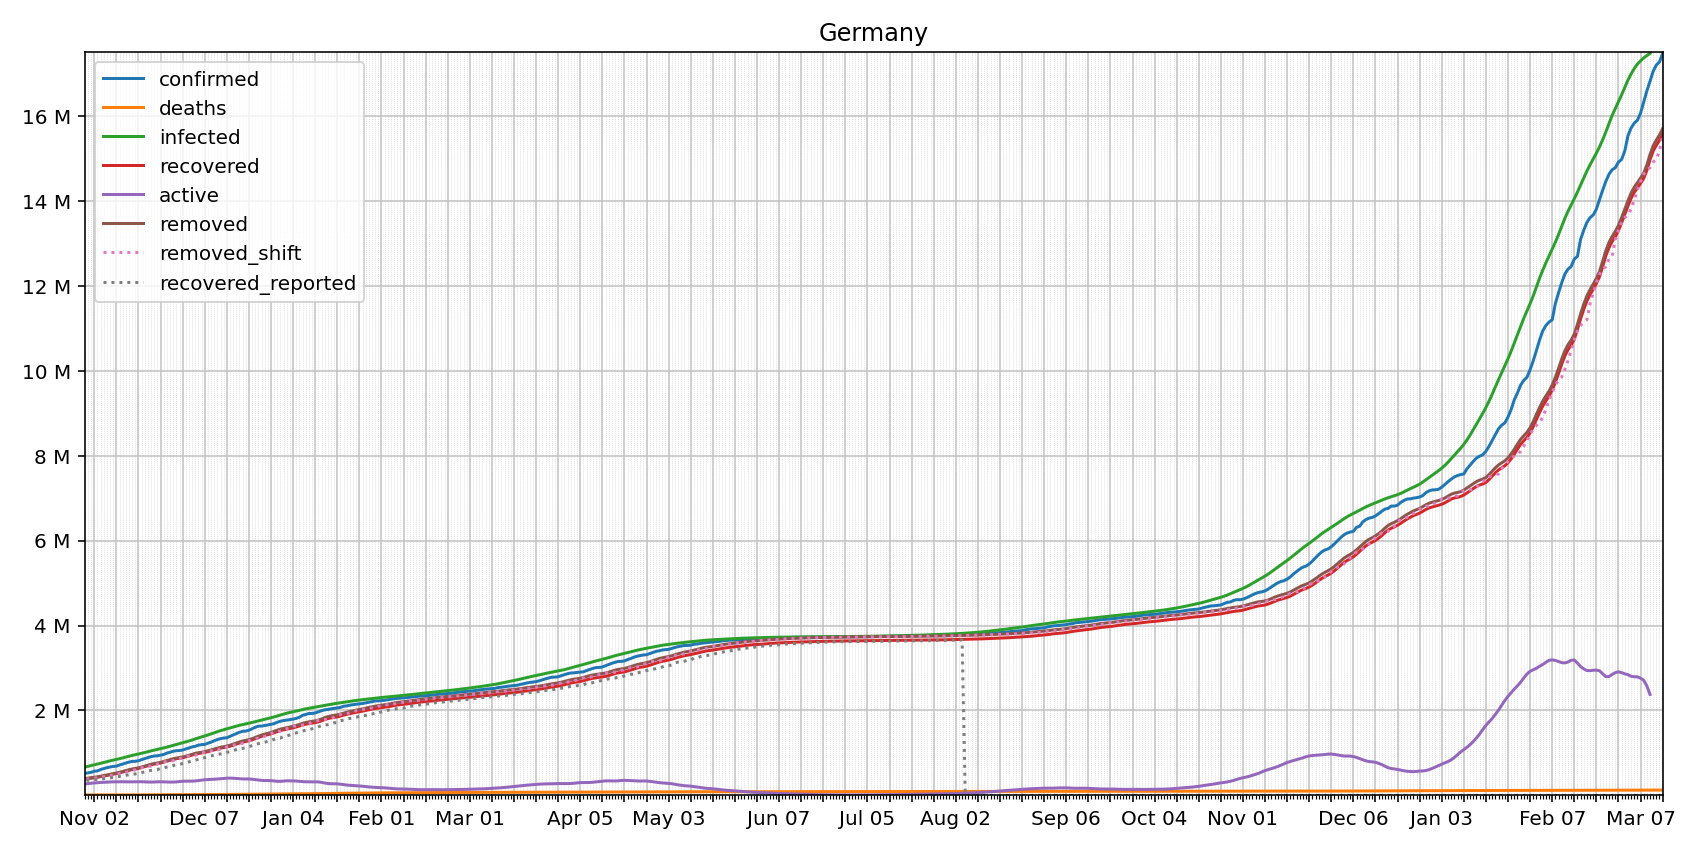 Germany
confirmed
deaths
infected
recovered
active
removed
removed_shift
recovered_reported
16 M
14 M
12 M
10 M
8 M
6 M
4 M
2 M
Nov 02 Dec 07 Jan 04 Feb 01 Mar 01 Apr 05 May 03 Jun 07 Jul 05 Aug 02 Sep 06 Oct 04 Nov 01 Dec 06 Jan 03 Feb 07 Mar 07